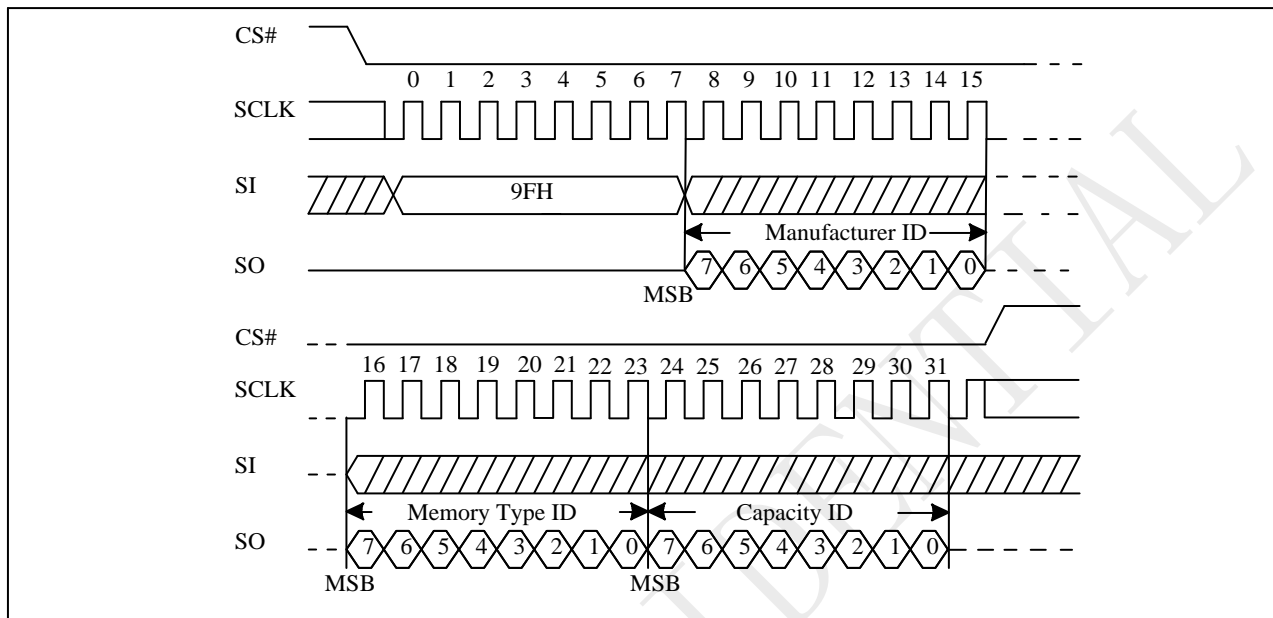 CS#
0 1 2 3 4 5 6 7 8 9 10 11 12 13 14 15
SCLK
SI
9FH
Manufacturer ID
SO
7 6 5 4 3 2 1 0
MSB
CS#
16 17 18 19 20 21 22 23 24 25 26 27 28 29 30 31
SCLK
SI
Memory Type ID Capacity ID
SO
7 6 5 4 3 2 1 0 7 6 5 4 3 2 1 0
MSB MSB
IDENTIAL